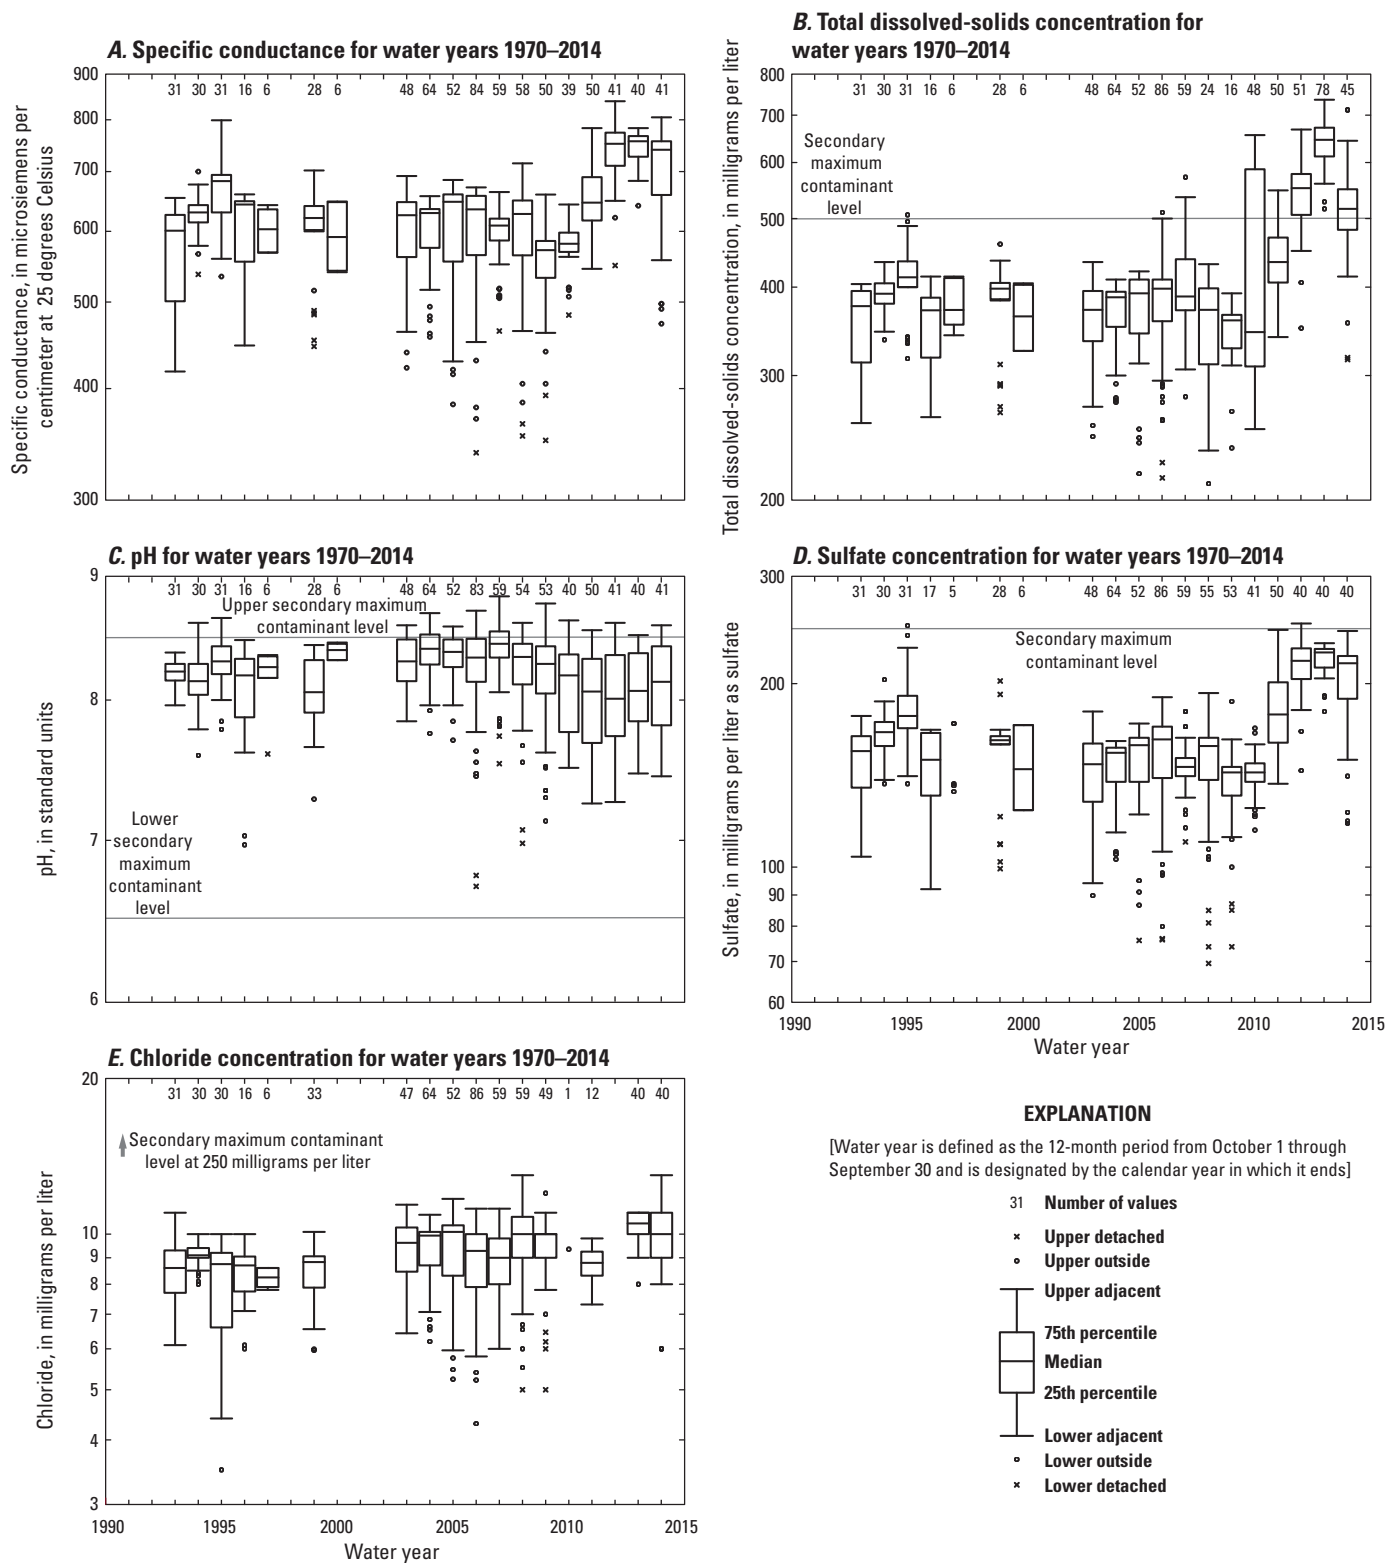 A. Specific conductance for water years 1970–2014
900
800
700
600
500
400
300
Specific conductance, in microsiemens per
centimeter at 25 degrees Celsius
31 30 31 16 6 28 6 48 64 52 84 59 58 50 39 50 41 40 41
B. Total dissolved-solids concentration for
water years 1970–2014
800
700
600
500
400
300
200
Total dissolved-solids concentration, in milligrams per liter
31 30 31 16 6 28 6 48 64 52 86 59 24 16 48 50 51 78 45
Secondary
maximum
contaminant
level
C. pH for water years 1970–2014
9
8
7
6
pH, in standard units
31 30 31 16 6 28 6 48 64 52 83 59 54 53 40 50 41 40 41
Upper secondary maximum
contaminant level
Lower
secondary
maximum
contaminant
level
D. Sulfate concentration for water years 1970–2014
300
200
100
90
80
70
60
Sulfate, in milligrams per liter as sulfate
31 30 31 17 5 28 6 48 64 52 86 59 55 53 41 50 40 40 40
Secondary maximum
contaminant level
1990 1995 2000 2005 2010 2015
Water year
E. Chloride concentration for water years 1970–2014
20
10
9
8
7
6
5
4
3
Chloride, in milligrams per liter
31 30 30 16 6 33 47 64 52 86 59 59 49 1 12 40 40
Secondary maximum contaminant
level at 250 milligrams per liter
1990 1995 2000 2005 2010 2015
Water year
EXPLANATION
[Water year is defined as the 12-month period from October 1 through
September 30 and is designated by the calendar year in which it ends]
31 Number of values
x Upper detached
o Upper outside
Upper adjacent
75th percentile
Median
25th percentile
Lower adjacent
o Lower outside
x Lower detached